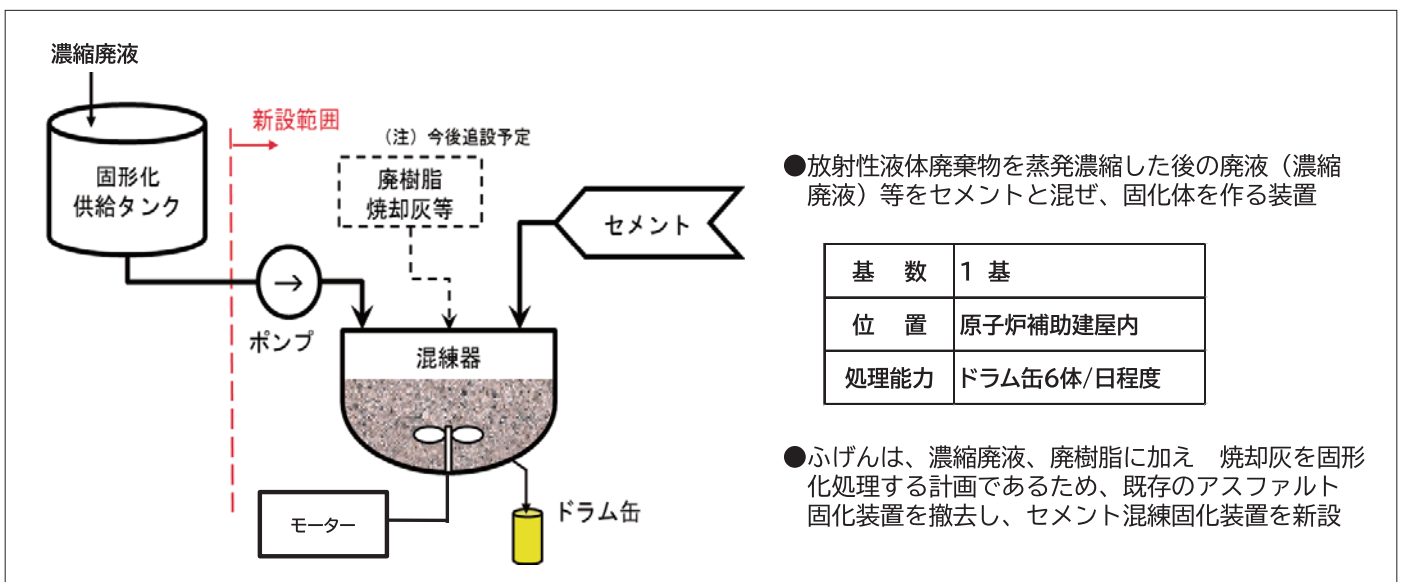 濃縮廃液
新設範囲
（注）今後追設予定
固形化
供給タンク
廃樹脂
焼却灰等
セメント
ポンプ
混練器
モーター
ドラム缶
●放射性液体廃棄物を蒸発濃縮した後の廃液（濃縮
廃液）等をセメントと混ぜ、固化体を作る装置
基　数 1 基
位　置 原子炉補助建屋内
処理能力 ドラム缶6体/日程度
●ふげんは、濃縮廃液、廃樹脂に加え　焼却灰を固形
化処理する計画であるため、既存のアスファルト
固化装置を撤去し、セメント混練固化装置を新設